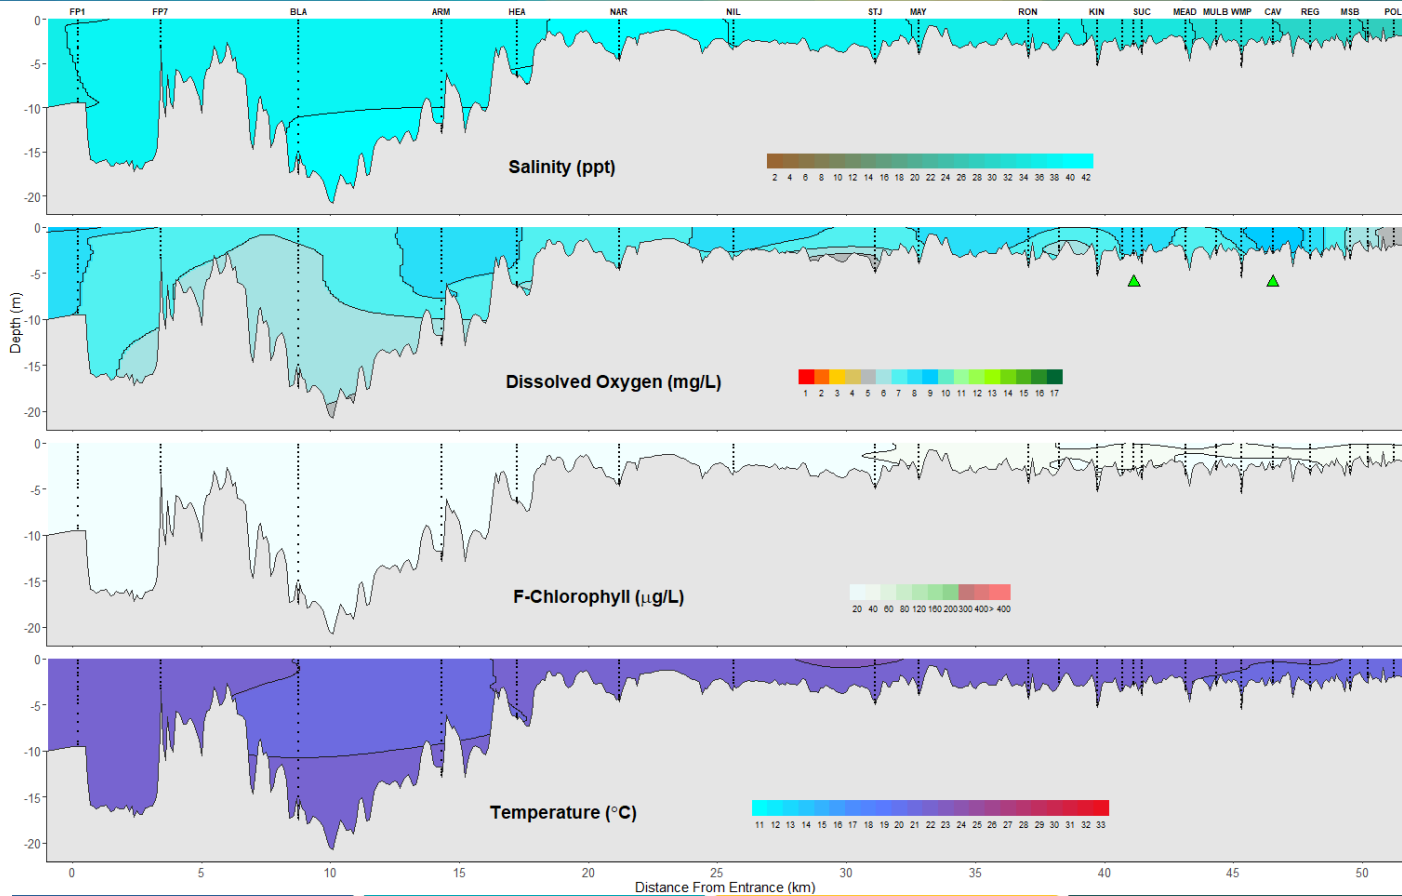 FP1 FP7 BLA ARM HEA NAR NIL STJ MAY RON KIN SUC MEAD MULB WMP CAV REG MSB POL
0
-5
-10
-15
-20
Salinity (ppt)
2 4 6 8 10 12 14 16 18 20 22 24 26 28 30 32 34 36 38 40 42
0
-5
-10
-15
-20
Dissolved Oxygen (mg/L)
1 2 3 4 5 6 7 8 9 10 11 12 13 14 15 16 17
Depth (m)
0
-5
-10
-15
-20
F-Chlorophyll (μg/L)
20 40 60 80 120 160 200 300 400 > 400
0
-5
-10
-15
-20
Temperature (°C)
11 12 13 14 15 16 17 18 19 20 21 22 23 24 25 26 27 28 29 30 31 32 33
0 5 10 15 20 25 30 35 40 45 50
Distance From Entrance (km)